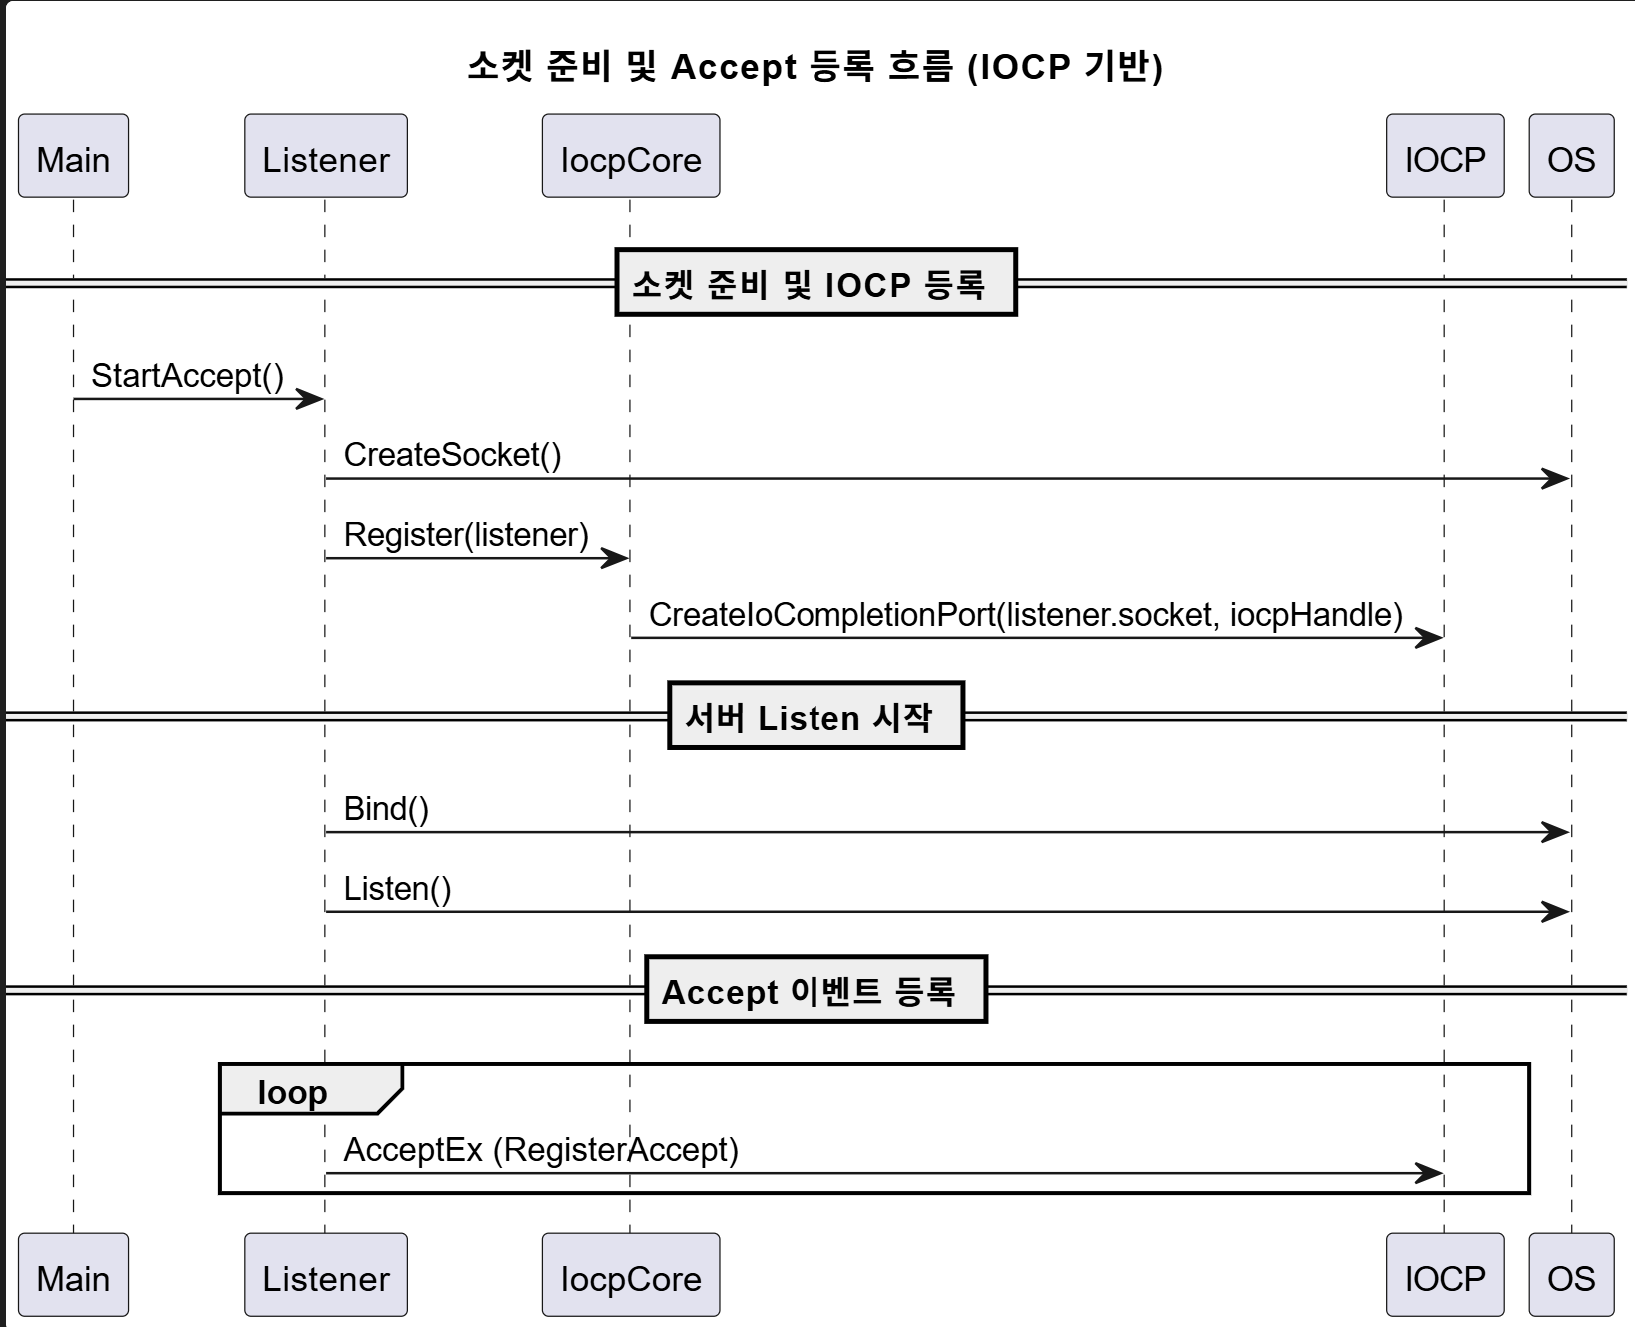 소켓 준비 및 Accept 등록 흐름 (IOCP 기반)
Main Listener IocpCore IOCP OS
소켓 준비 및 IOCP 등록
StartAccept()
CreateSocket()
Register(listener)
CreateIoCompletionPort(listener.socket, iocpHandle)
서버 Listen 시작
Bind()
Listen()
Accept 이벤트 등록
loop
AcceptEx (RegisterAccept)
Main Listener IocpCore IOCP OS